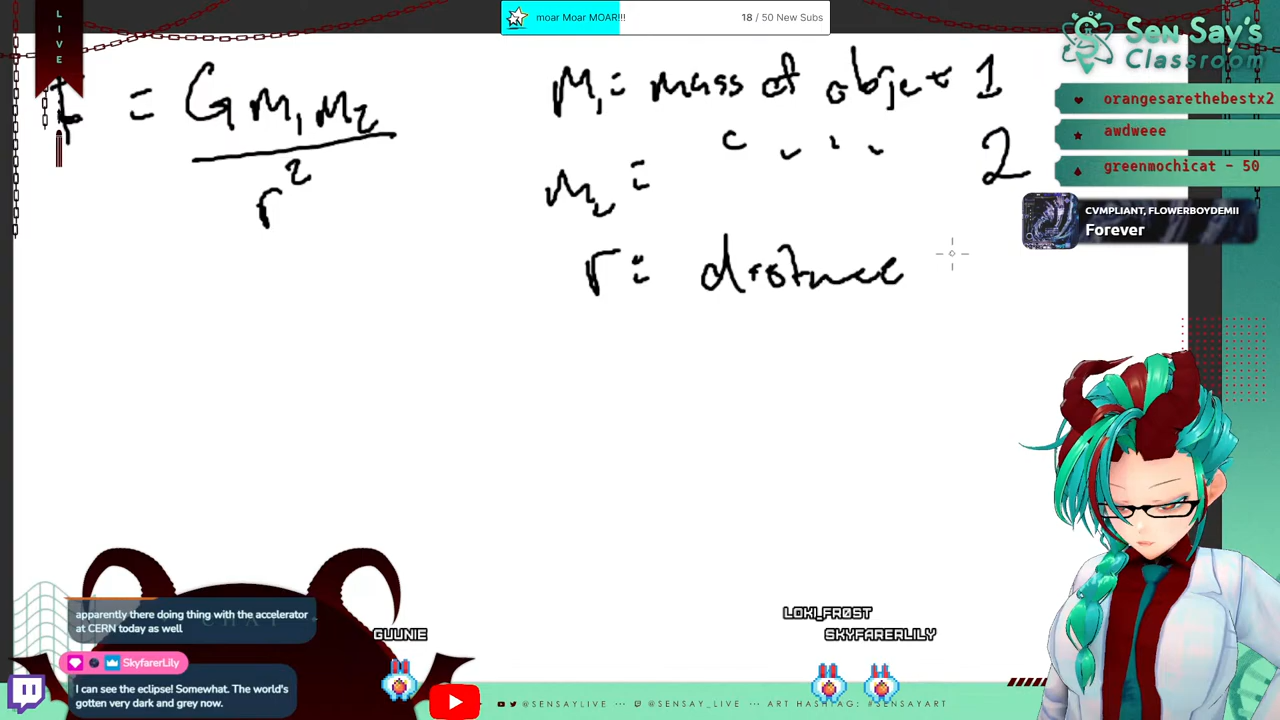 LIVE
moar Moar MOAR!!! 18 / 50 New Subs
Sen Say's
Classroom
orangesarethebestx2
awdweee
greenmochicat - 50
CVMPLIANT, FLOWERBOYDEMII
Forever
F = G m1 m2
r²
m1 = mass of object 1
m2 = " " " " 2
r = distance
apparently there doing thing with the accelerator
at CERN today as well
SkyfarerLily
I can see the eclipse! Somewhat. The world's
gotten very dark and grey now.
GUUNIE
LOKI_FRØST
SKYFARERLILY
@SENSAYLIVE ··· @SENSAY_LIVE ··· ART HASHTAG: #SENSAYART